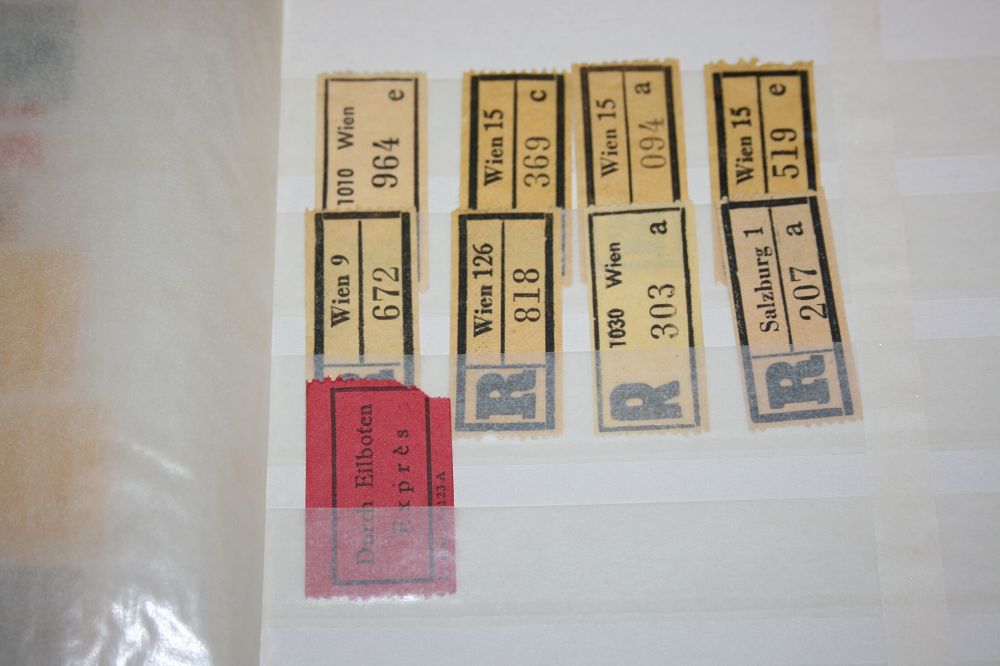 1010 Wien e
964
Wien 15 c
369
Wien 15 a
094
Wien 15 e
519
Wien 9
672
R
Wien 126
818
R
1030 Wien a
303
R
Salzburg 1 a
207
R
Durch Eilboten
Exprès
123 A